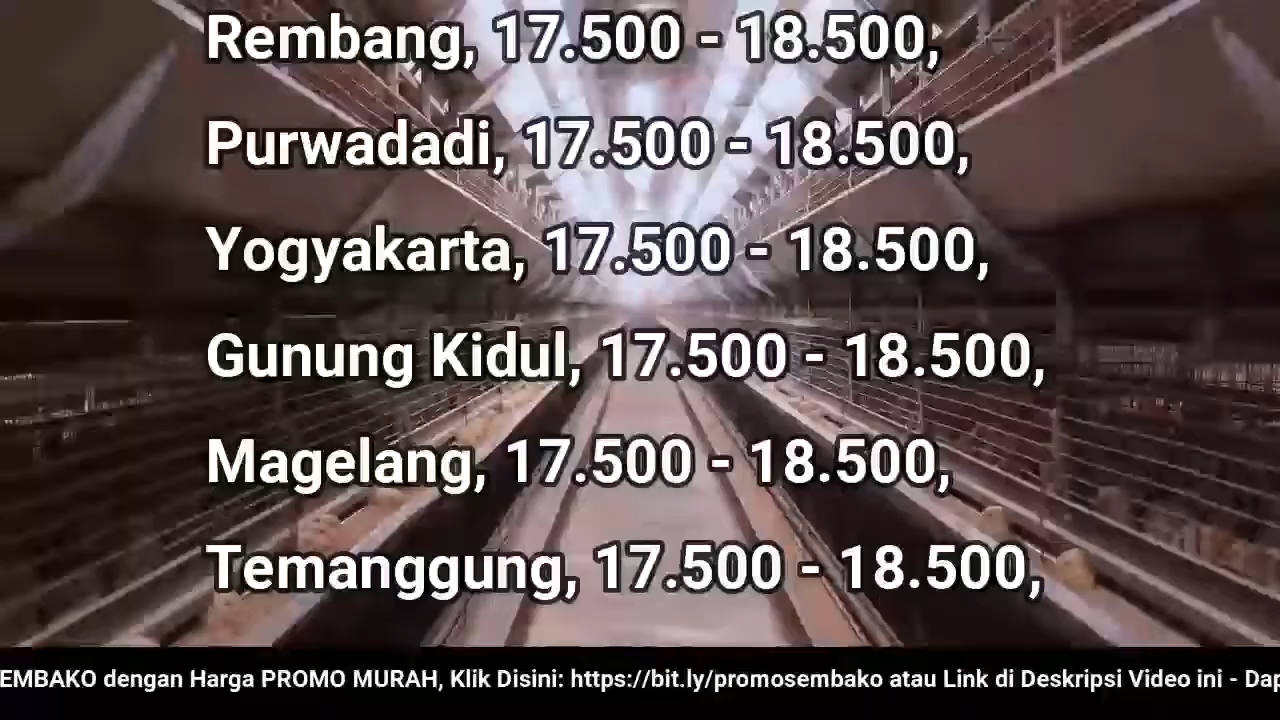 Rembang, 17.500 - 18.500,
Purwadadi, 17.500 - 18.500,
Yogyakarta, 17.500 - 18.500,
Gunung Kidul, 17.500 - 18.500,
Magelang, 17.500 - 18.500,
Temanggung, 17.500 - 18.500,
EMBAKO dengan Harga PROMO MURAH, Klik Disini: https://bit.ly/promosembako atau Link di Deskripsi Video ini - Dap